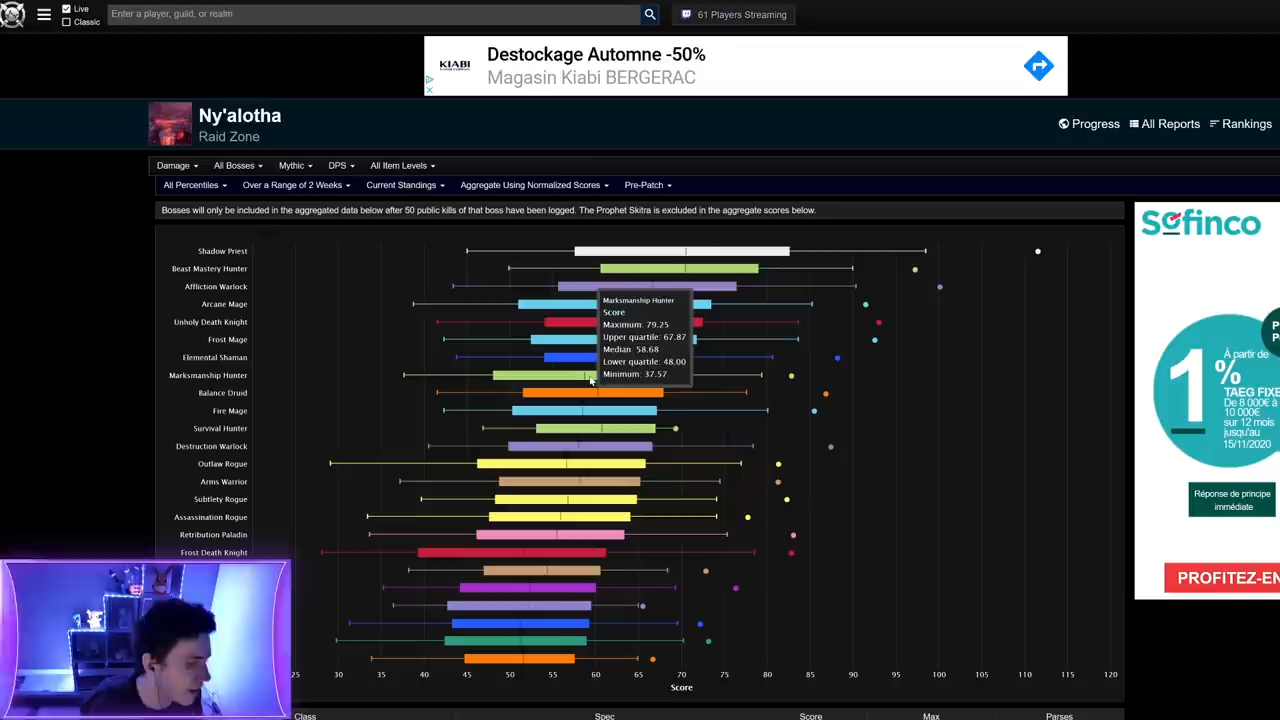 Live
Classic
Enter a player, guild, or realm
61 Players Streaming
KIABI
Destockage Automne -50%
Magasin Kiabi BERGERAC
Ny'alotha
Raid Zone
Progress All Reports Rankings
Damage All Bosses Mythic DPS All Item Levels
All Percentiles Over a Range of 2 Weeks Current Standings Aggregate Using Normalized Scores Pre-Patch
Bosses will only be included in the aggregated data below after 50 public kills of that boss have been logged. The Prophet Skitra is excluded in the aggregate scores below.
Shadow Priest
Beast Mastery Hunter
Affliction Warlock
Arcane Mage
Unholy Death Knight
Frost Mage
Elemental Shaman
Marksmanship Hunter
Balance Druid
Fire Mage
Survival Hunter
Destruction Warlock
Outlaw Rogue
Arms Warrior
Subtlety Rogue
Assassination Rogue
Retribution Paladin
Frost Death Knight
Marksmanship Hunter
Score
Maximum: 79.25
Upper quartile: 67.87
Median: 58.68
Lower quartile: 48.00
Minimum: 37.57
25 30 35 40 45 50 55 60 65 70 75 80 85 90 95 100 105 110 115 120
Score
Class Spec Score Max Parses
Sofinco
1%
À partir de
TAEG FIXE
De 8 000€ à
10 000€
sur 12 mois
jusqu'au
15/11/2020
Réponse de principe
immédiate
PROFITEZ-EN